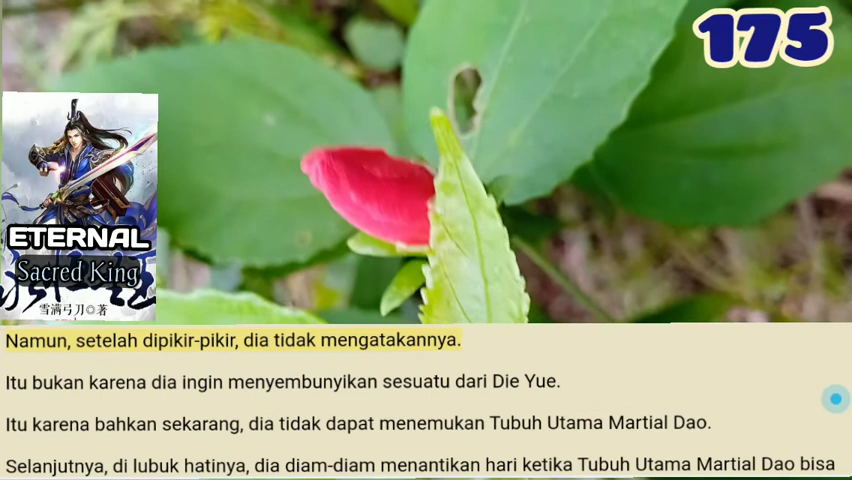 175
ETERNAL
Sacred King
雪满弓刀◎著
Namun, setelah dipikir-pikir, dia tidak mengatakannya.
Itu bukan karena dia ingin menyembunyikan sesuatu dari Die Yue.
Itu karena bahkan sekarang, dia tidak dapat menemukan Tubuh Utama Martial Dao.
Selanjutnya, di lubuk hatinya, dia diam-diam menantikan hari ketika Tubuh Utama Martial Dao bisa